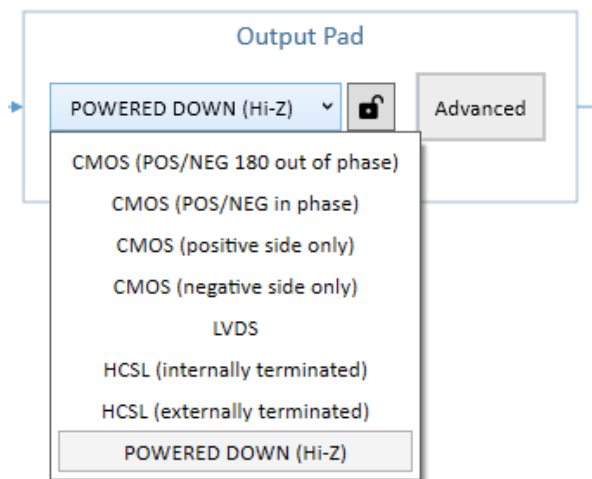 Output Pad
POWERED DOWN (Hi-Z)
Advanced
CMOS (POS/NEG 180 out of phase)
CMOS (POS/NEG in phase)
CMOS (positive side only)
CMOS (negative side only)
LVDS
HCSL (internally terminated)
HCSL (externally terminated)
POWERED DOWN (Hi-Z)